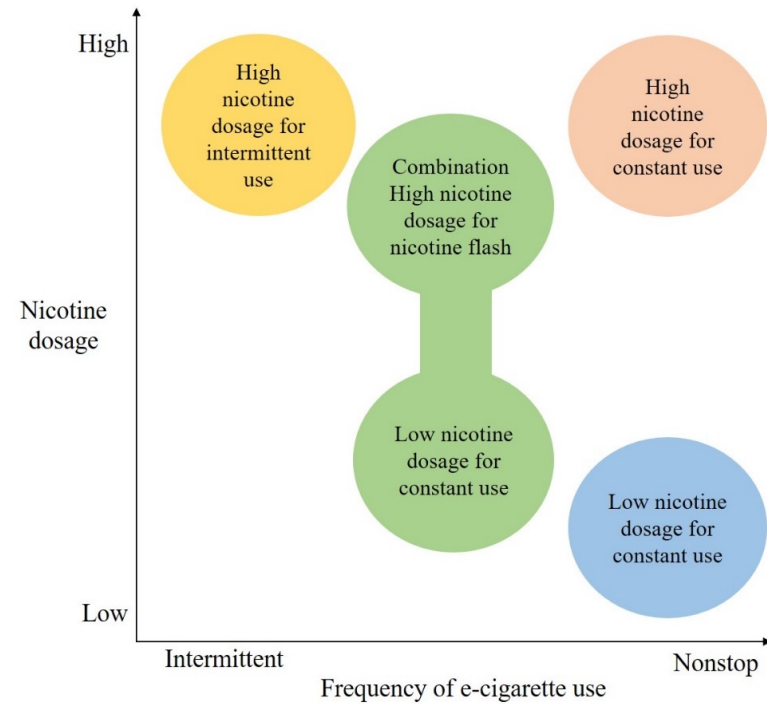 High
High
nicotine
dosage for
intermittent
use
High
nicotine
dosage for
constant use
Combination
High nicotine
dosage for
nicotine flash
Nicotine
dosage
Low nicotine
dosage for
constant use
Low nicotine
dosage for
constant use
Low
Intermittent
Nonstop
Frequency of e-cigarette use